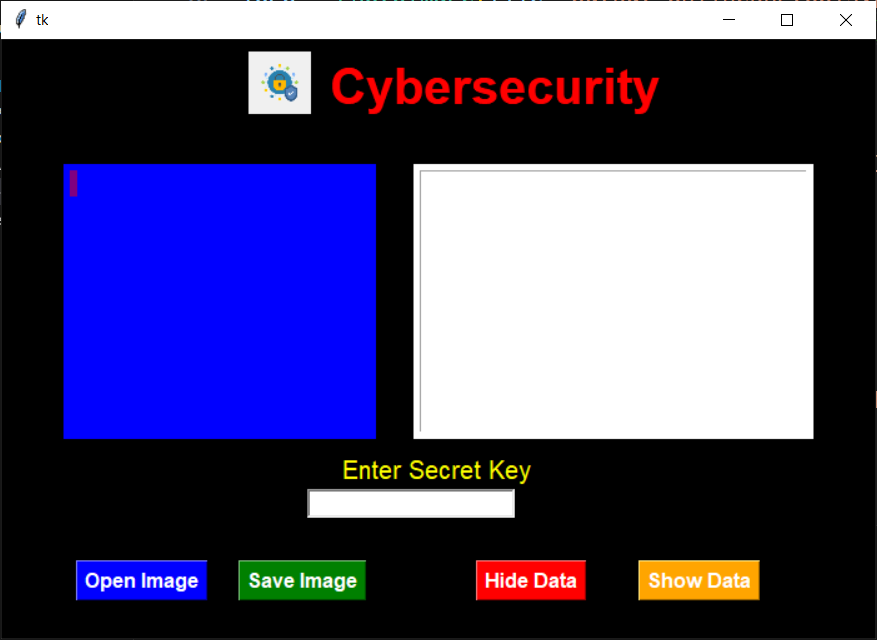 tk
Cybersecurity
Enter Secret Key
Open Image Save Image Hide Data Show Data